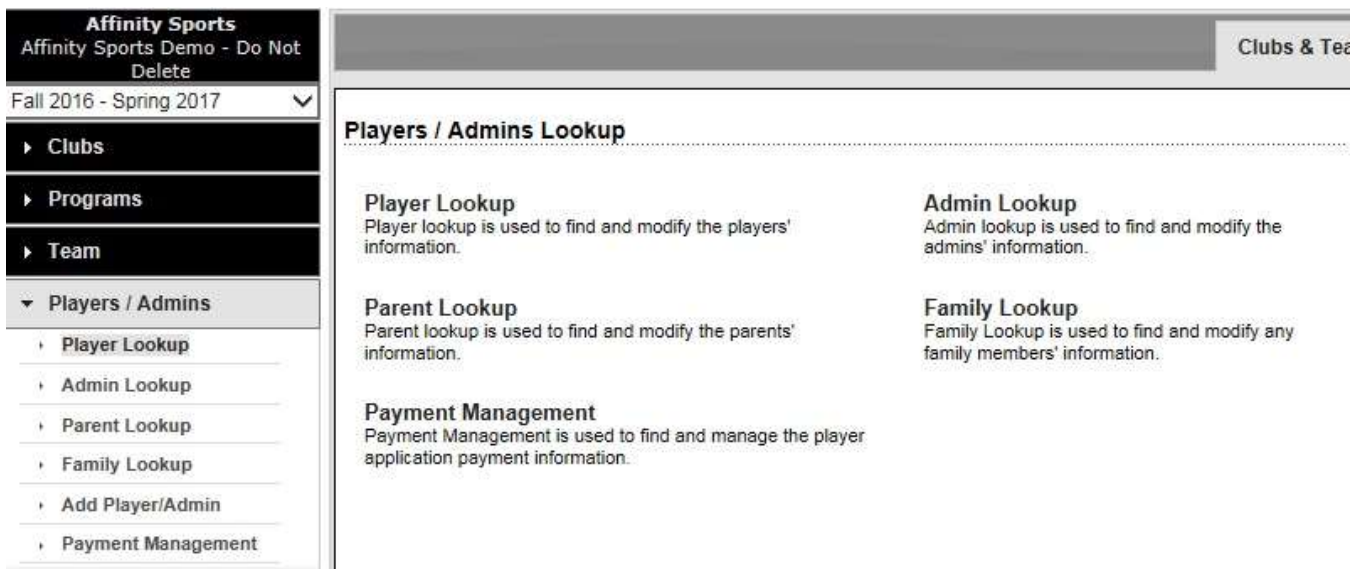 Affinity Sports
Affinity Sports Demo - Do Not
Delete
Fall 2016 - Spring 2017
Clubs
Programs
Team
Players / Admins
Player Lookup
Admin Lookup
Parent Lookup
Family Lookup
Add Player/Admin
Payment Management
Clubs & Tea
Players / Admins Lookup
Player Lookup
Player lookup is used to find and modify the players'
information.
Admin Lookup
Admin lookup is used to find and modify the
admins' information.
Parent Lookup
Parent lookup is used to find and modify the parents'
information.
Family Lookup
Family Lookup is used to find and modify any
family members' information.
Payment Management
Payment Management is used to find and manage the player
application payment information.